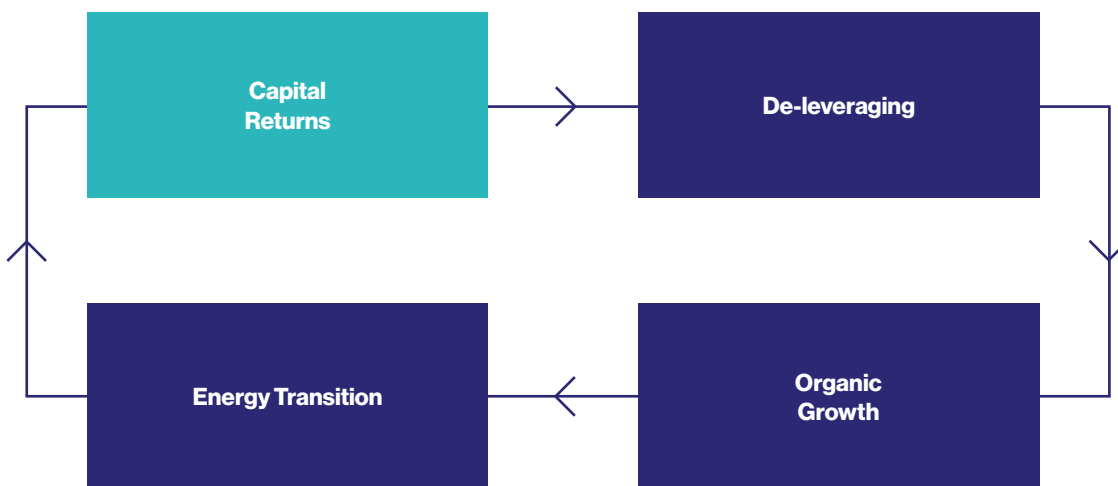 Capital
Returns
De-leveraging
Energy Transition
Organic
Growth